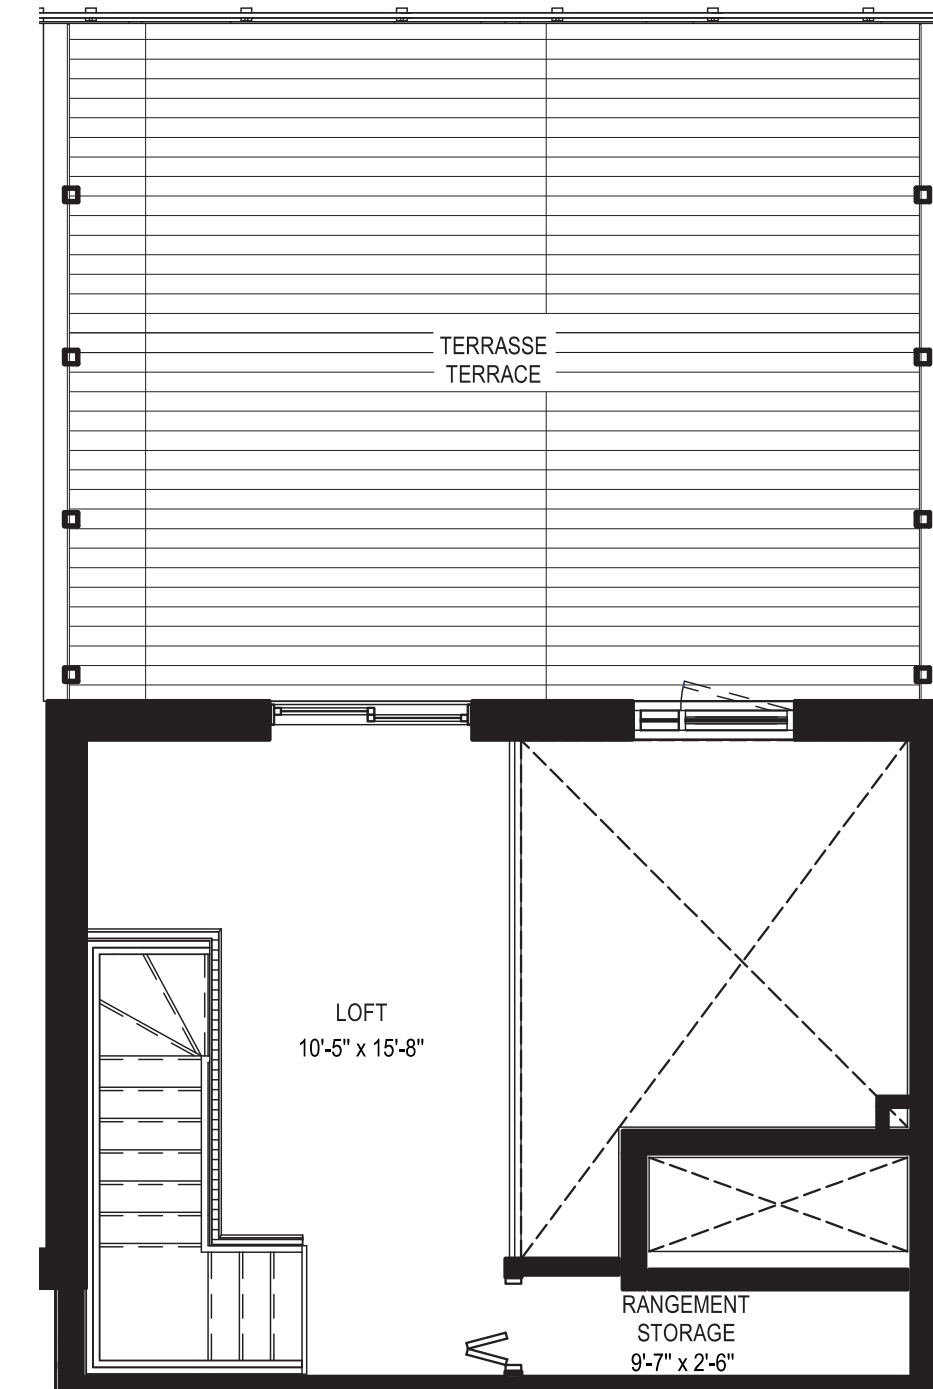 TERRASSE
TERRACE
LOFT
10'-5" x 15'-8"
RANGEMENT
STORAGE
9'-7" x 2'-6"